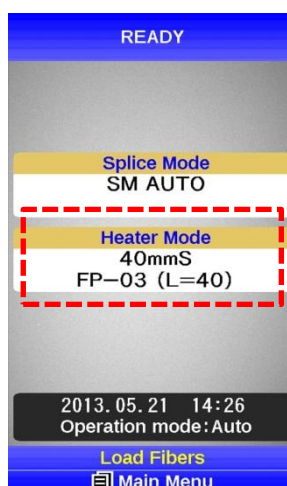 READY
Splice Mode
SM AUTO
Heater Mode
40mmS
FP-03 (L=40)
2013.05.21 14:26
Operation mode:Auto
Load Fibers
Main Menu